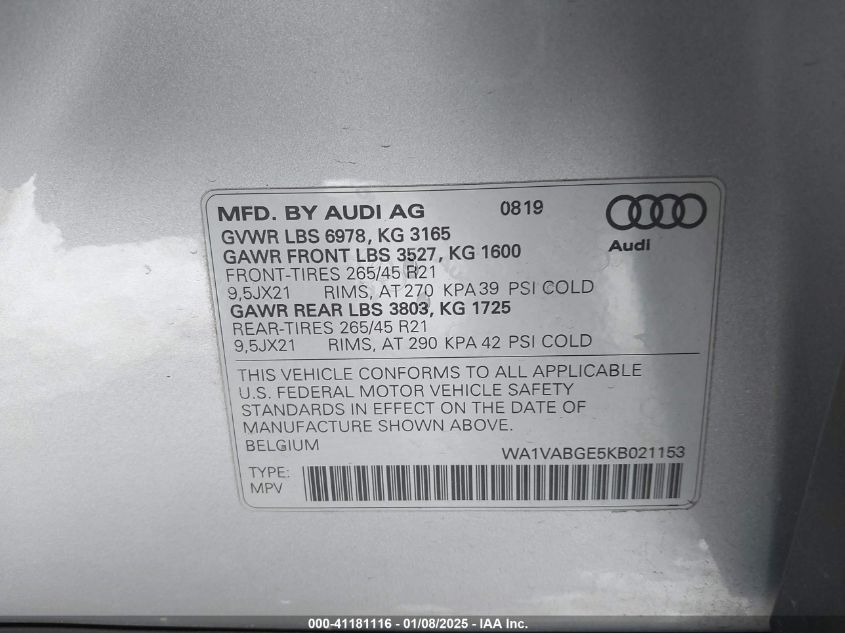 MFD. BY AUDI AG 0819
GVWR LBS 6978, KG 3165
GAWR FRONT LBS 3527, KG 1600
Audi
FRONT-TIRES 265/45 R21
9,5JX21 RIMS, AT 270 KPA 39 PSI COLD
GAWR REAR LBS 3803, KG 1725
REAR-TIRES 265/45 R21
9,5JX21 RIMS, AT 290 KPA 42 PSI COLD
THIS VEHICLE CONFORMS TO ALL APPLICABLE
U.S. FEDERAL MOTOR VEHICLE SAFETY
STANDARDS IN EFFECT ON THE DATE OF
MANUFACTURE SHOWN ABOVE.
BELGIUM
WA1VABGE5KB021153
TYPE:
MPV
000-41181116 - 01/08/2025 - IAA Inc.